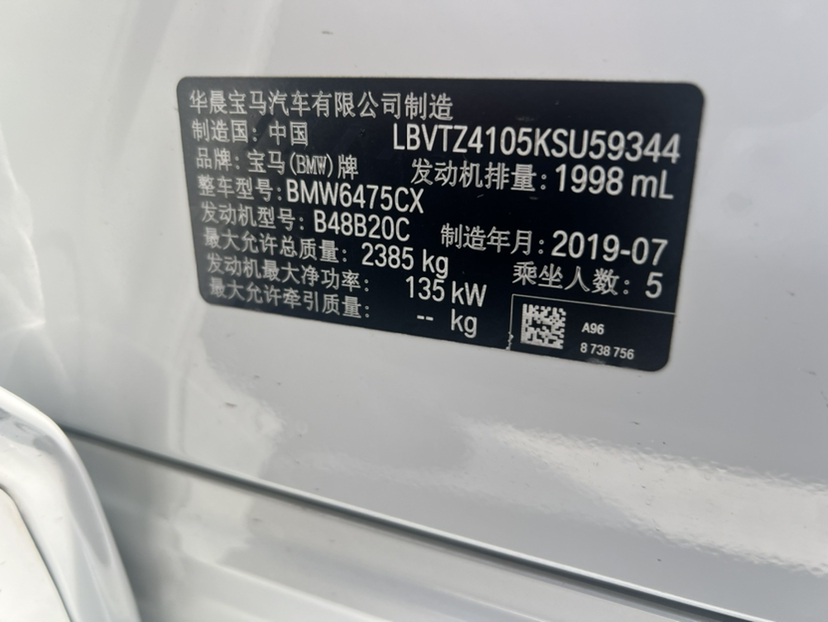 华晨宝马汽车有限公司制造
制造国: 中国 LBVTZ4105KSU59344
品牌: 宝马(BMW)牌 发动机排量: 1998 mL
整车型号: BMW6475CX
发动机型号: B48B20C 制造年月: 2019-07
最大允许总质量: 2385 kg 乘坐人数: 5
发动机最大净功率: 135 kW
最大允许牵引质量: -- kg
A96
8 738 756